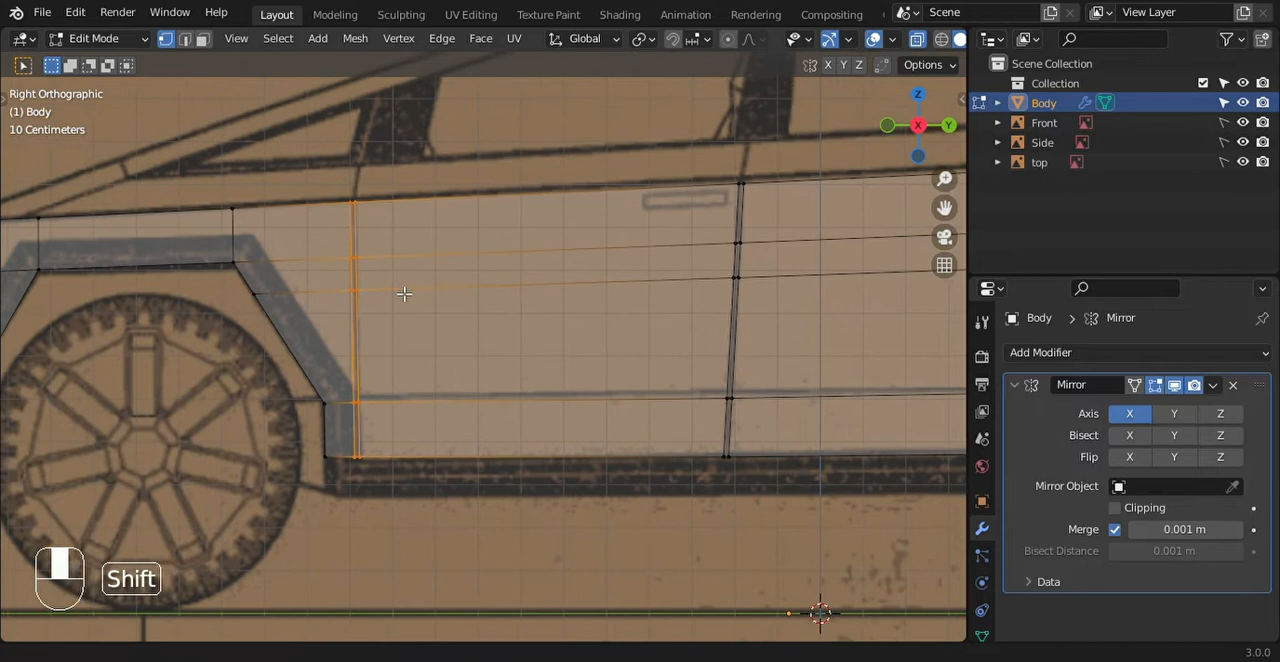 File Edit Render Window Help Layout Modeling Sculpting UV Editing Texture Paint Shading Animation Rendering Compositing Scene View Layer
Edit Mode View Select Add Mesh Vertex Edge Face UV Global
X Y Z Options
Right Orthographic
(1) Body
10 Centimeters
Z
X
Y
Scene Collection
Collection
Body
Front
Side
top
Body Mirror
Add Modifier
Mirror
Axis X Y Z
Bisect X Y Z
Flip X Y Z
Mirror Object
Clipping
Merge 0.001 m
Bisect Distance 0.001 m
Data
Shift
3.0.0